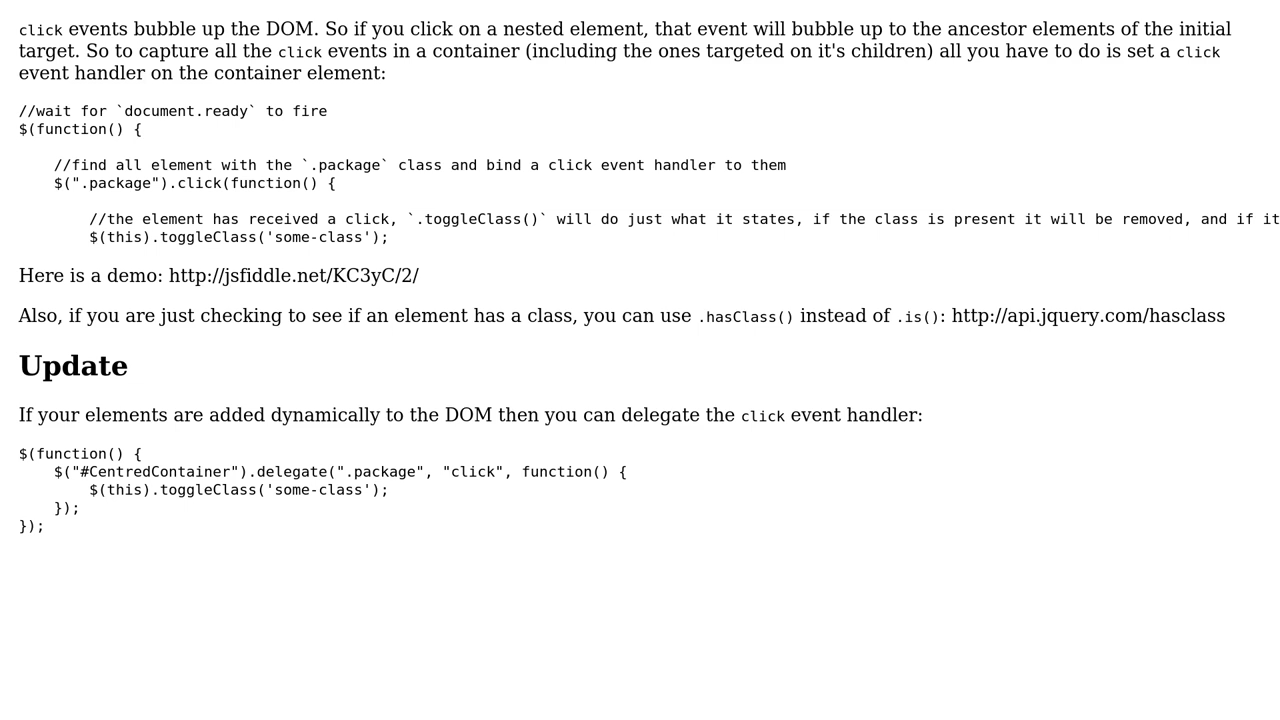 click events bubble up the DOM. So if you click on a nested element, that event will bubble up to the ancestor elements of the initial
target. So to capture all the click events in a container (including the ones targeted on it's children) all you have to do is set a click
event handler on the container element:
//wait for `document.ready` to fire
$(function() {
    //find all element with the `.package` class and bind a click event handler to them
    $(".package").click(function() {
        //the element has received a click, `.toggleClass()` will do just what it states, if the class is present it will be removed, and if it
        $(this).toggleClass('some-class');
Here is a demo: http://jsfiddle.net/KC3yC/2/
Also, if you are just checking to see if an element has a class, you can use .hasClass() instead of .is(): http://api.jquery.com/hasclass
Update
If your elements are added dynamically to the DOM then you can delegate the click event handler:
$(function() {
    $("#CentredContainer").delegate(".package", "click", function() {
        $(this).toggleClass('some-class');
    });
});